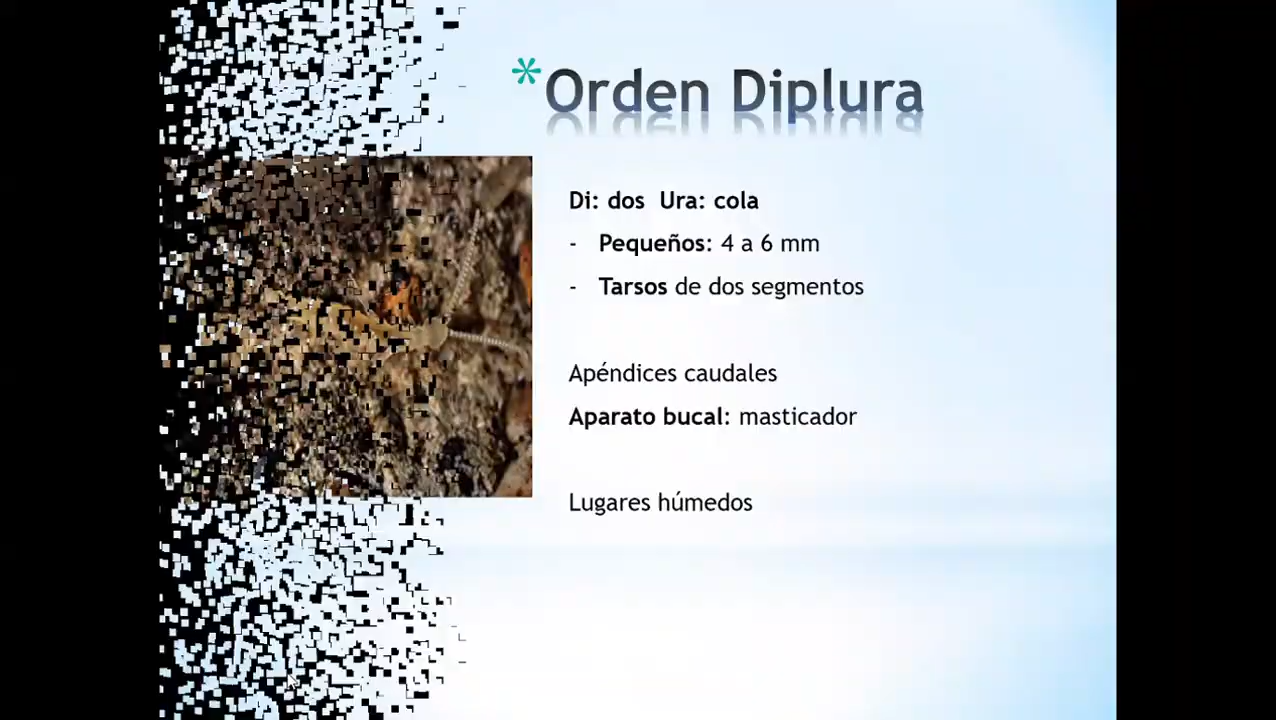 *Orden Diplura
Di: dos Ura: cola
- Pequeños: 4 a 6 mm
- Tarsos de dos segmentos
Apéndices caudales
Aparato bucal: masticador
Lugares húmedos